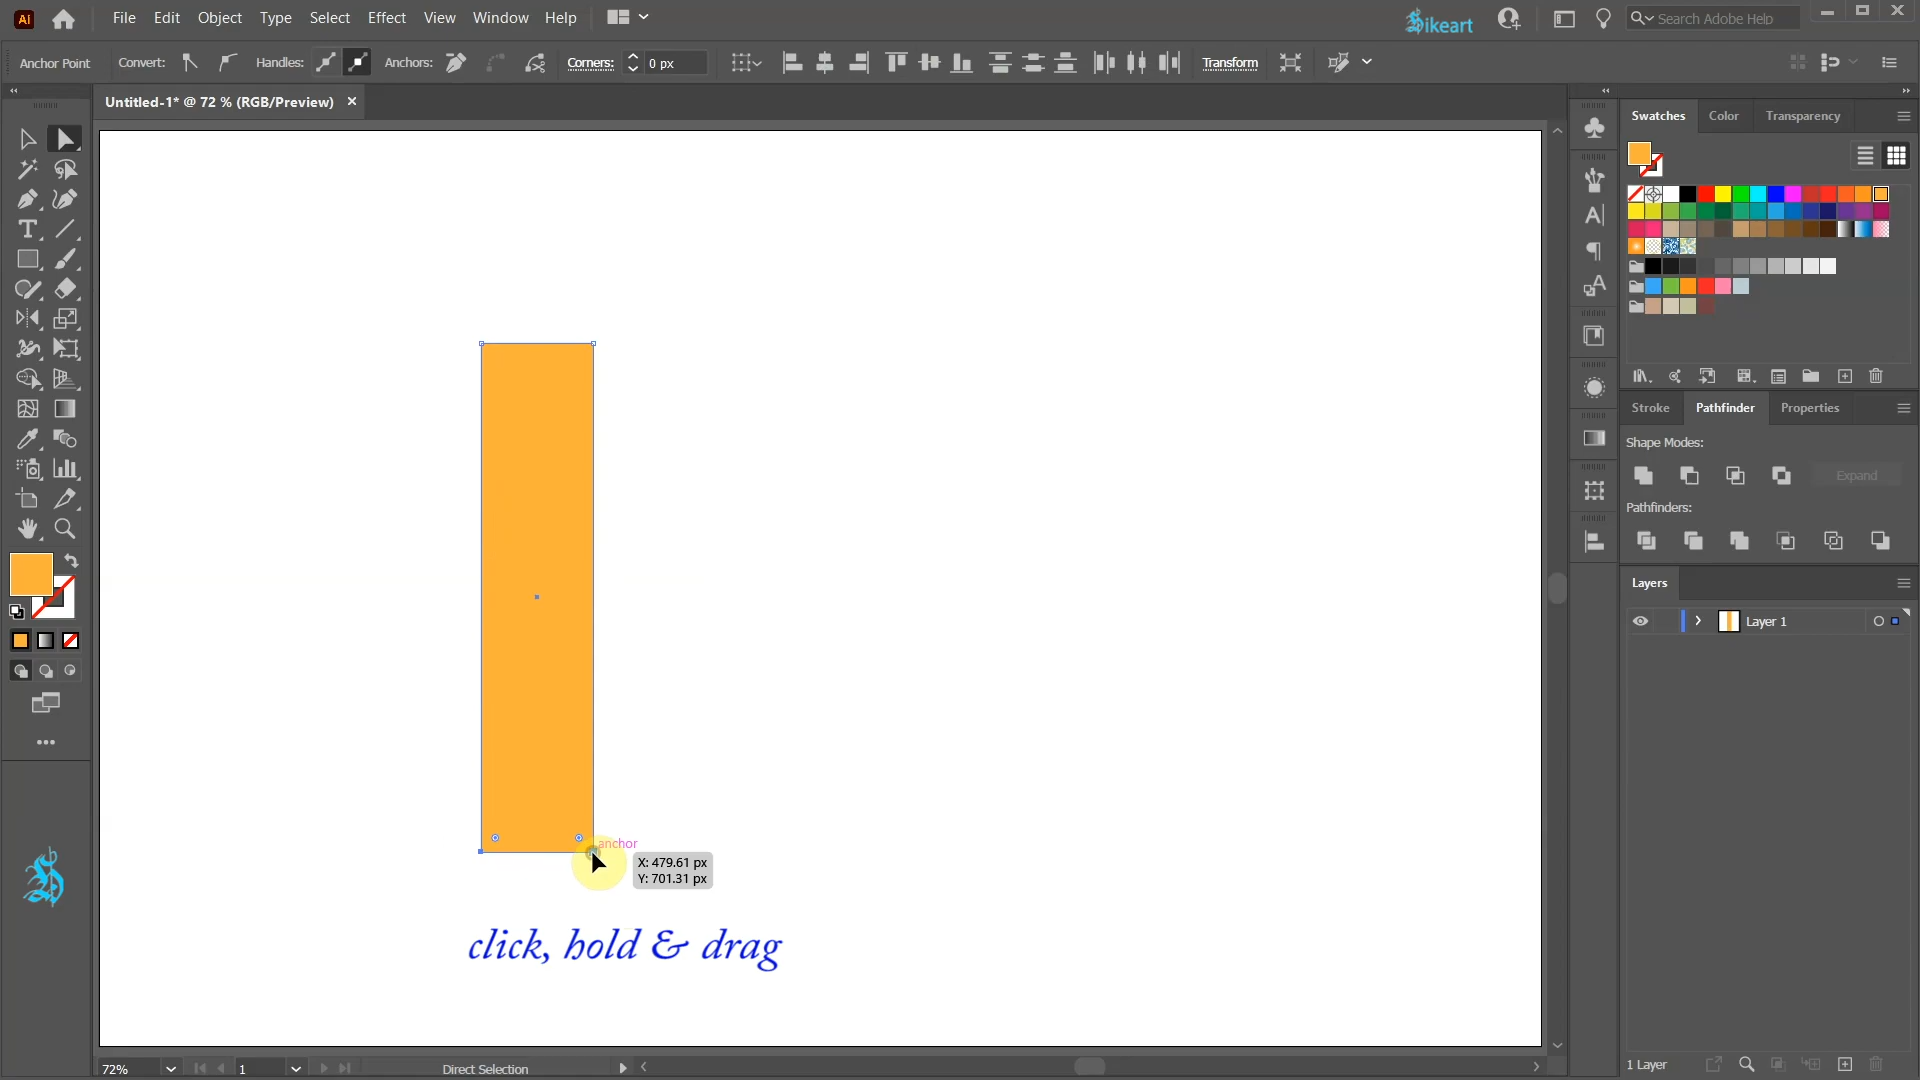 Ai File Edit Object Type Select Effect View Window Help
ikeart
Search Adobe Help
Anchor Point Convert: Handles: Anchors: Corners: 0 px Transform
Untitled-1* @ 72 % (RGB/Preview) ×
Swatches Color Transparency
Stroke Pathfinder Properties
Shape Modes:
Expand
Pathfinders:
Layers
Layer 1
anchor
X: 479.61 px
Y: 701.31 px
click, hold & drag
72% 1 Direct Selection
1 Layer